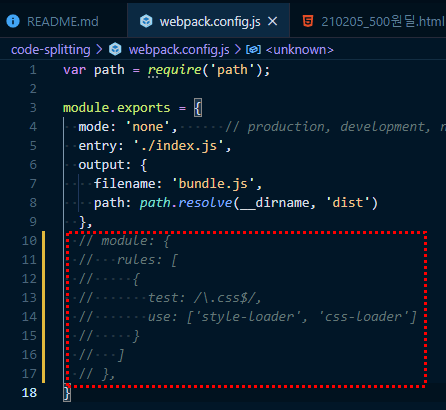 README.md
webpack.config.js ×
210205_500원딜.html
code-splitting > webpack.config.js > <unknown>
1 var path = require('path');
2
3 module.exports = {
4 mode: 'none', // production, development, n
5 entry: './index.js',
6 output: {
7 filename: 'bundle.js',
8 path: path.resolve(__dirname, 'dist')
9 },
10 // module: {
11 // rules: [
12 // {
13 // test: /\.css$/,
14 // use: ['style-loader', 'css-loader']
15 // }
16 // ]
17 // },
18 }